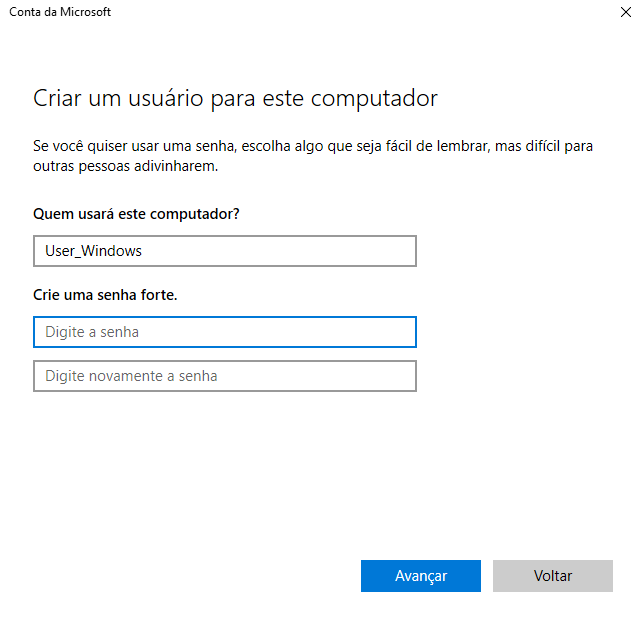 Conta da Microsoft
Criar um usuário para este computador
Se você quiser usar uma senha, escolha algo que seja fácil de lembrar, mas difícil para
outras pessoas adivinharem.
Quem usará este computador?
User_Windows
Crie uma senha forte.
Digite a senha
Digite novamente a senha
Avançar
Voltar